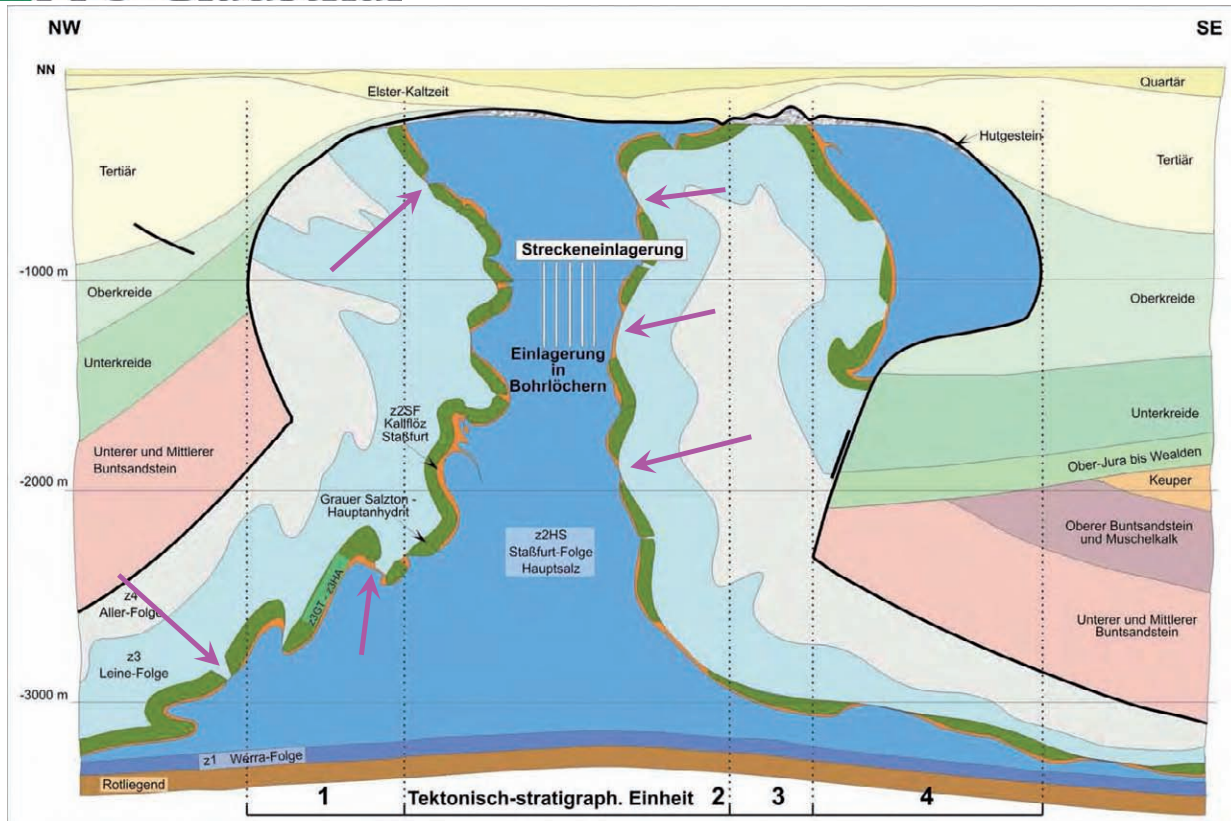 NW
SE
NN
Elster-Kaltzeit
Quartär
Hutgestein
Tertiär
Tertiär
Streckeneinlagerung
-1000 m
-1000 m
Oberkreide
Oberkreide
Einlagerung
in
Bohrlöchern
Unterkreide
z2SF
Kaliflöz
Staßfurt
Unterkreide
Unterer und Mittlerer
Buntsandstein
Ober-Jura bis Wealden
Keuper
-2000 m
-2000 m
Grauer Salzton -
Hauptanhydrit
Oberer Buntsandstein
und Muschelkalk
z2HS
Staßfurt-Folge
Hauptsalz
z3GT - z3HA
z4
Aller-Folge
Unterer und Mittlerer
Buntsandstein
z3
Leine-Folge
-3000 m
-3000 m
z1 Werra-Folge
Rotliegend
1 Tektonisch-stratigraph. Einheit 2 3 4